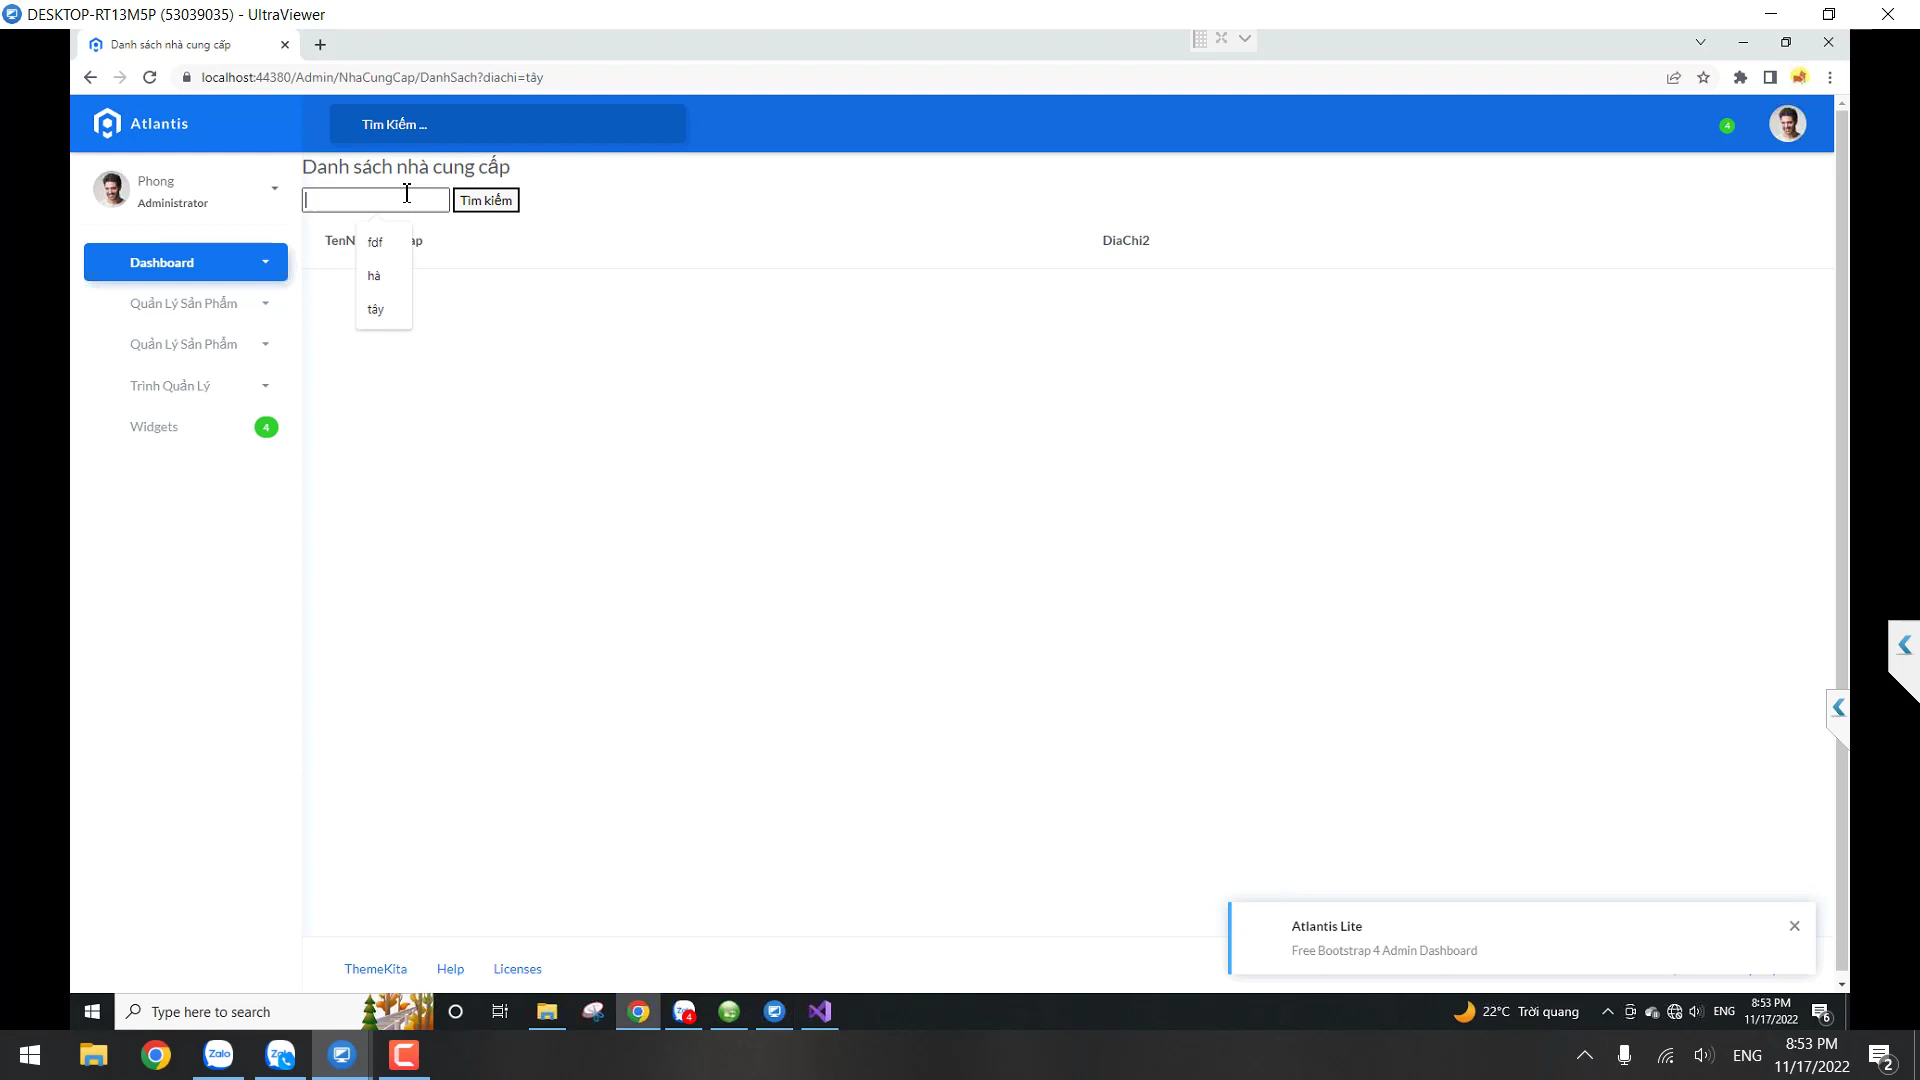 DESKTOP-RT13M5P (53039035) - UltraViewer
Danh sách nhà cung cấp
localhost:44380/Admin/NhaCungCap/DanhSach?diachi=tây
Atlantis
Tìm Kiếm ...
4
Phong
Administrator
Danh sách nhà cung cấp
Tìm kiếm
TenN
ap
DiaChi2
fdf
hà
tây
Dashboard
Quản Lý Sản Phẩm
Quản Lý Sản Phẩm
Trình Quản Lý
Widgets
4
Atlantis Lite
Free Bootstrap 4 Admin Dashboard
ThemeKita
Help
Licenses
Type here to search
4
22°C Trời quang
ENG
8:53 PM
11/17/2022
6
Zalo
ENG
8:53 PM
11/17/2022
2